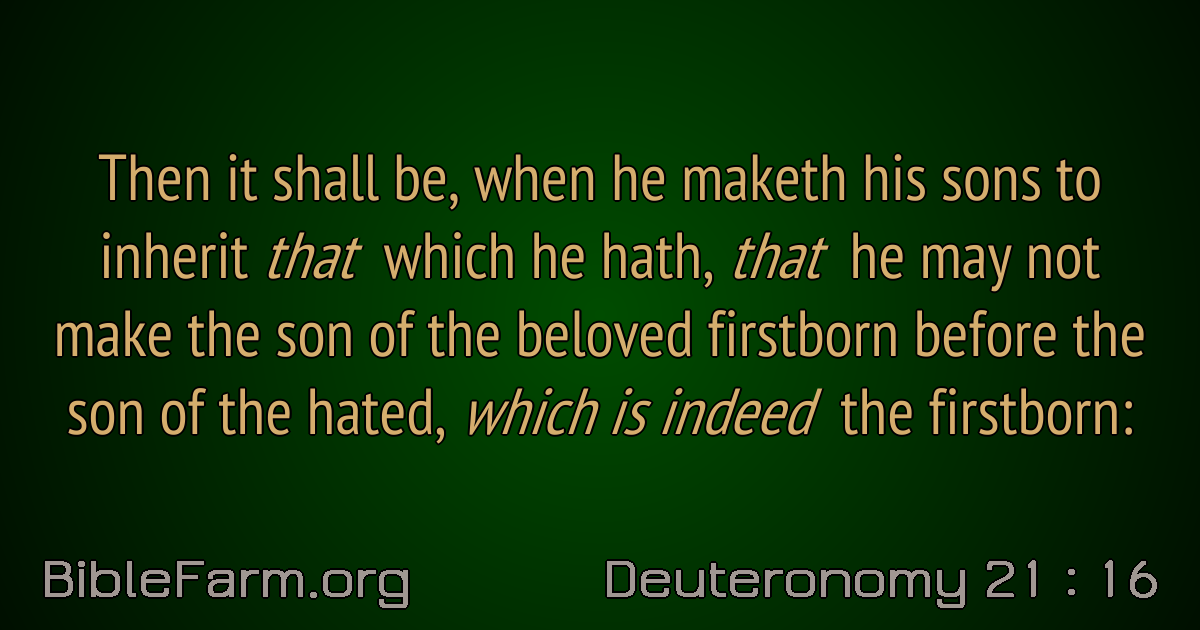 Then it shall be, when he maketh his sons to
inherit that which he hath, that he may not
make the son of the beloved firstborn before the
son of the hated, which is indeed the firstborn:
BibleFarm.org
Deuteronomy 21 : 16